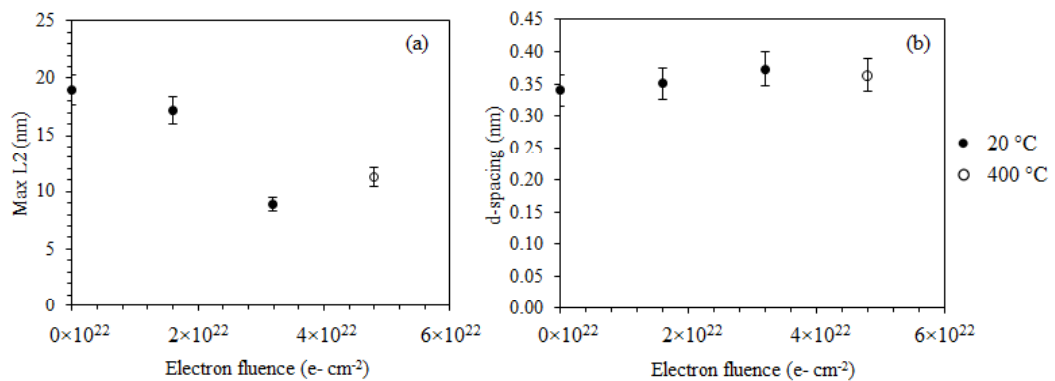 (a)
Max L2 (nm)
25
20
15
10
5
0
0×10²² 2×10²² 4×10²² 6×10²²
Electron fluence (e- cm⁻²)
(b)
d-spacing (nm)
0.45
0.40
0.35
0.30
0.25
0.20
0.15
0.10
0.05
0.00
0×10²² 2×10²² 4×10²² 6×10²²
Electron fluence (e- cm⁻²)
20 °C
400 °C